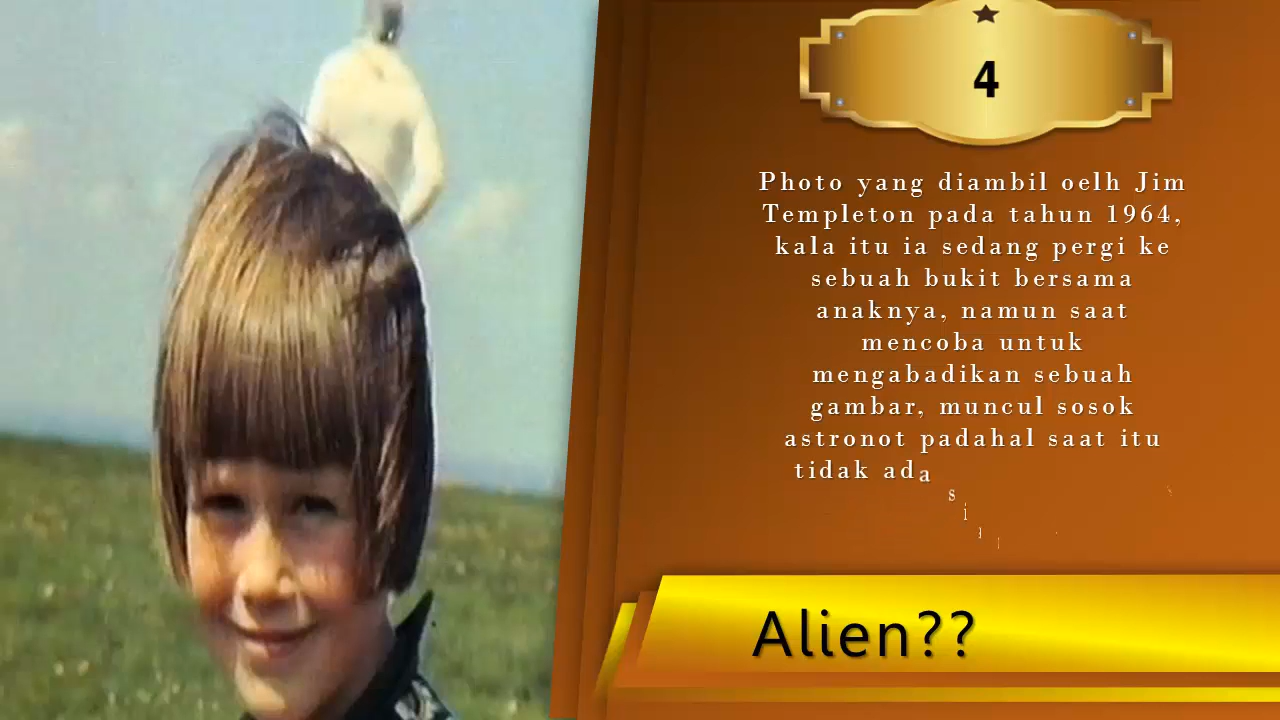 4
Photo yang diambil oelh Jim
Templeton pada tahun 1964,
kala itu ia sedang pergi ke
sebuah bukit bersama
anaknya, namun saat
mencoba untuk
mengabadikan sebuah
gambar, muncul sosok
astronot padahal saat itu
tidak ada
Alien??